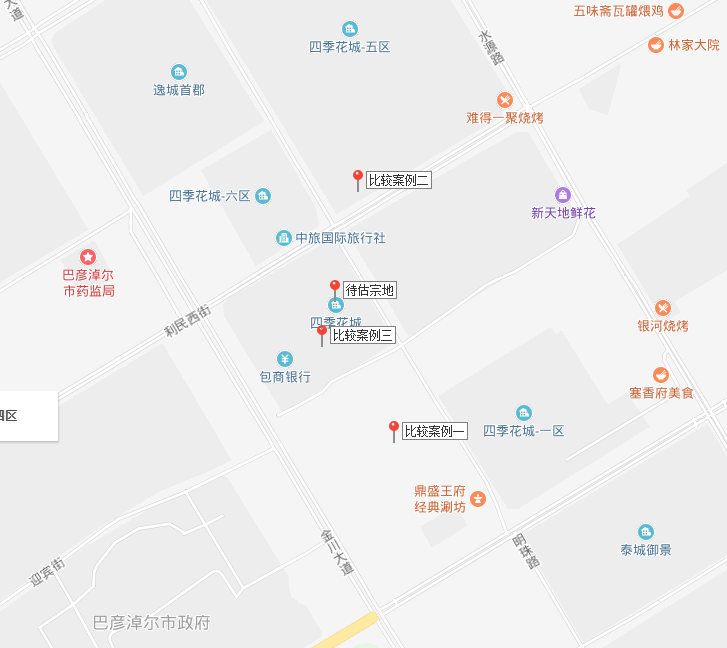 大道
五味斋瓦罐煨鸡
水源路
四季花城-五区
林家大院
逸城首郡
难得一聚烧烤
比较案例二
四季花城-六区
新天地鲜花
中旅国际旅行社
巴彦淖尔
市药监局
待估宗地
利民西街
四季花城
比较案例三
银河烧烤
包商银行
塞香府美食
四区
比较案例一
四季花城-一区
鼎盛王府
经典涮坊
金川大道
明珠路
泰城御景
迎宾街
巴彦淖尔市政府